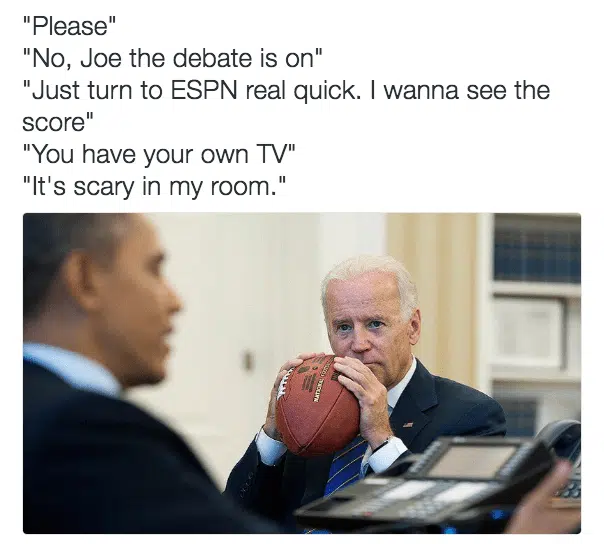 "Please"
"No, Joe the debate is on"
"Just turn to ESPN real quick. I wanna see the
score"
"You have your own TV"
"It's scary in my room."